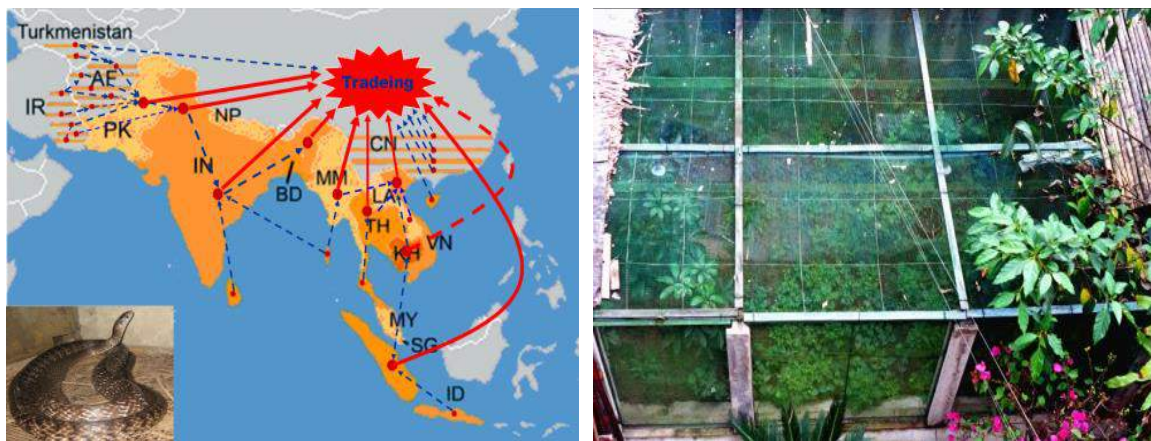 Turkmenistan
Tradeing
AF
IR
PK
NP
IN
BD
CN
MM
LA
TH
VN
KH
MY
SG
ID